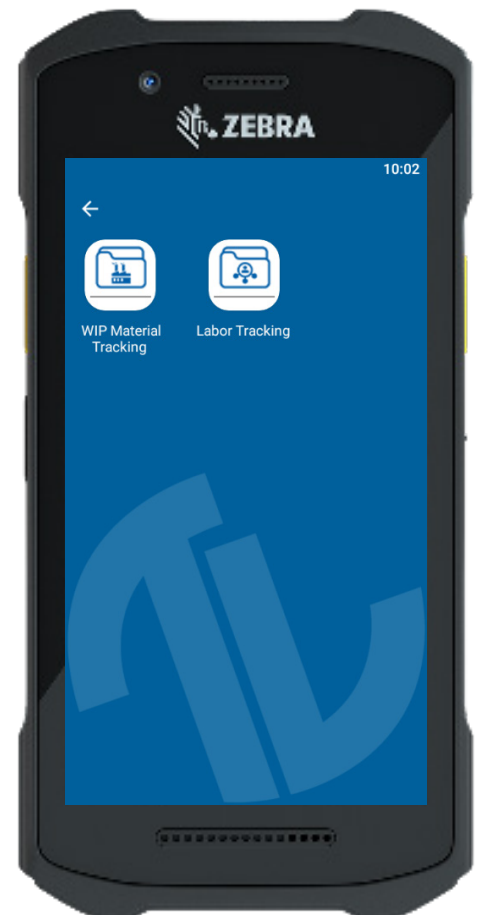 ZEBRA
10:02
WIP Material
Tracking
Labor Tracking